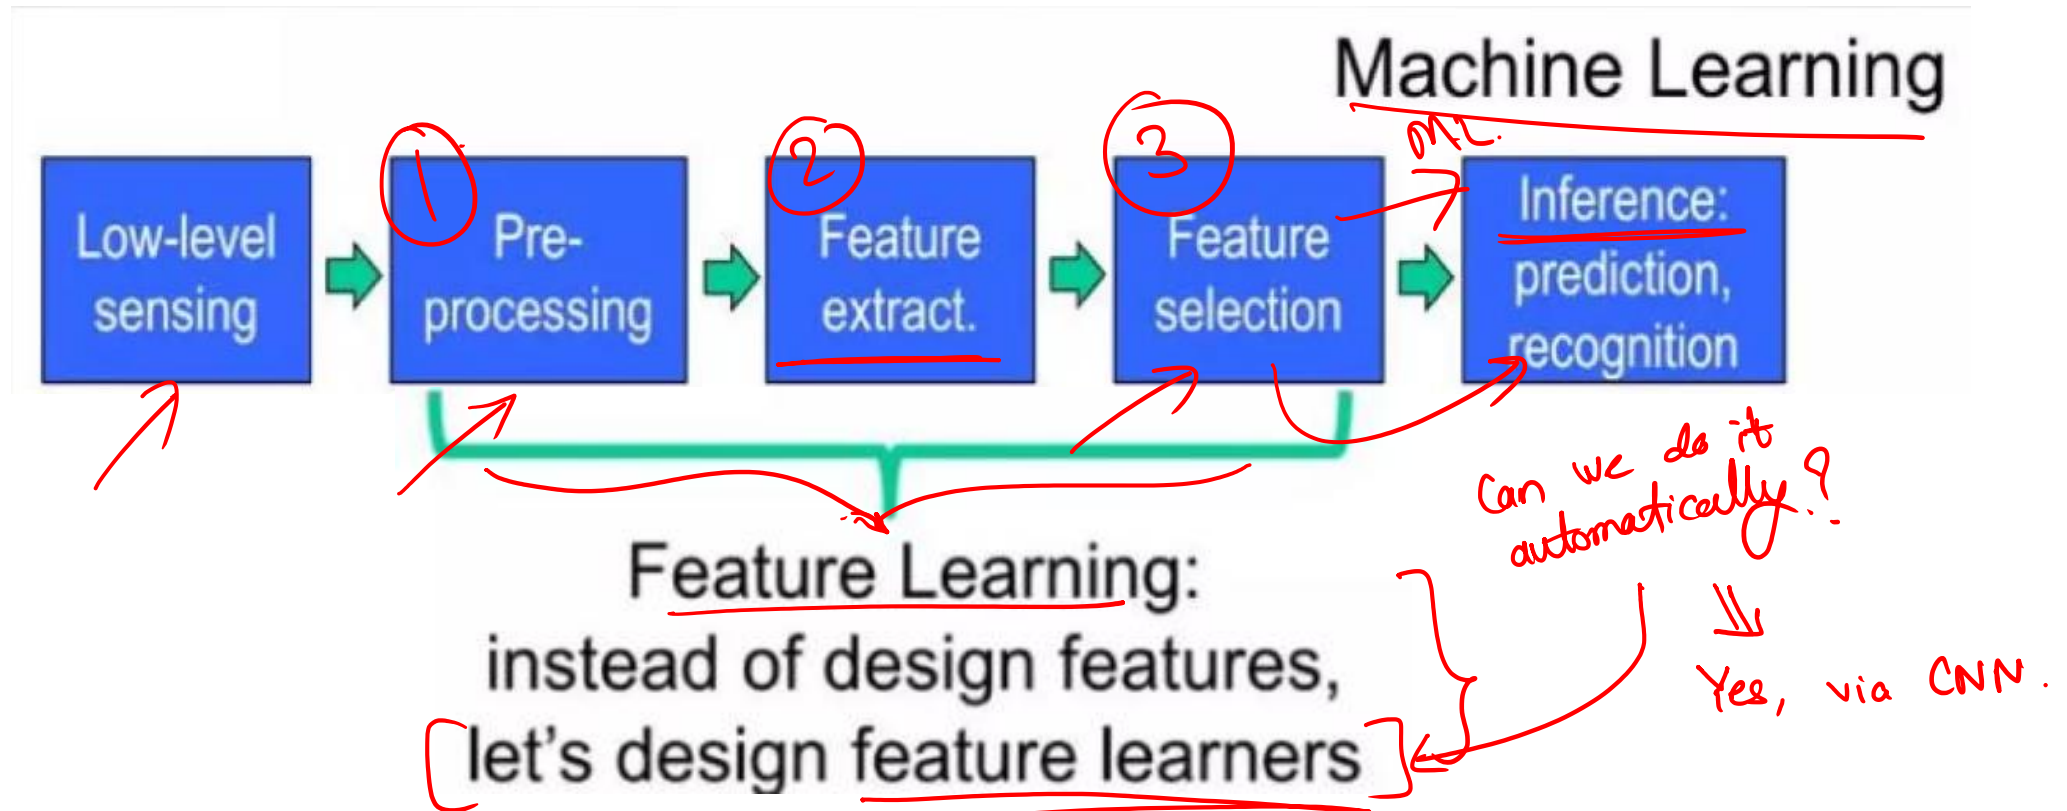 Machine Learning
ML.
1
2
3
Low-level
sensing
Pre-
processing
Feature
extract.
Feature
selection
Inference:
prediction,
recognition
Can we do it
automatically?
Yes, via CNN.
Feature Learning:
instead of design features,
let's design feature learners